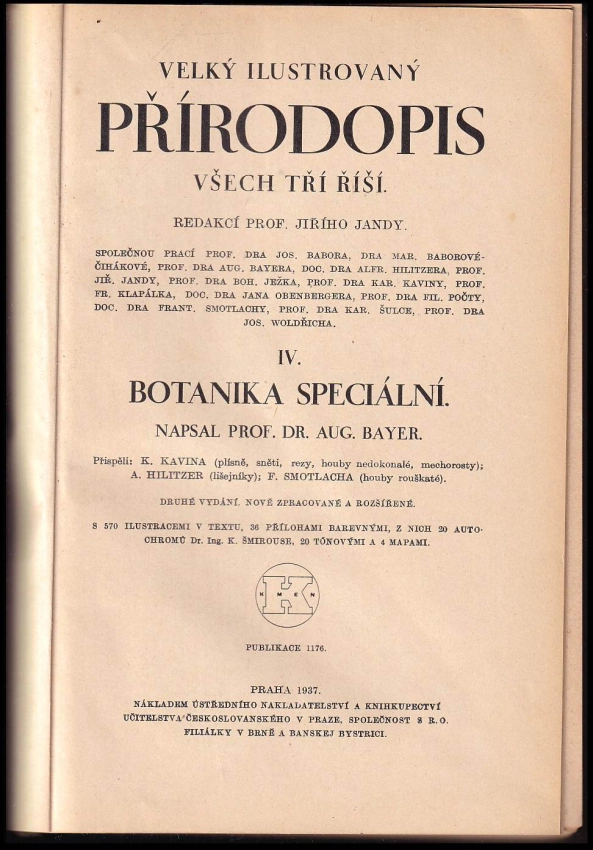 VELKÝ ILUSTROVANÝ
PŘÍRODOPIS
VŠECH TŘÍ ŘÍŠÍ.
REDAKCÍ PROF. JIŘÍHO JANDY.
SPOLEČNOU PRACÍ PROF. DRA JOS. BABORA, DRA MAR. BABOROVÉ-
ČIHÁKOVÉ, PROF. DRA AUG. BAYERA, DOC. DRA ALFR. HILITZERA, PROF.
JIŘ. JANDY, PROF. DRA BOH. JEŽKA, PROF. DRA KAR. KAVINY, PROF.
FR. KLAPÁLKA, DOC. DRA JANA OBENBERGERA, PROF. DRA FIL. POČTY,
DOC. DRA FRANT. SMOTLACHY, PROF. DRA KAR. ŠULCE, PROF. DRA
JOS. WOLDŘICHA.
IV.
BOTANIKA SPECIÁLNÍ.
NAPSAL PROF. DR. AUG. BAYER.
Přispěli: K. KAVINA (plísně, sněti, rezy, houby nedokonalé, mechorosty);
A. HILITZER (lišejníky); F. SMOTLACHA (houby rouškaté).
DRUHÉ VYDÁNÍ. NOVĚ ZPRACOVANÉ A ROZŠÍŘENÉ.
S 570 ILUSTRACEMI V TEXTU, 36 PŘÍLOHAMI BAREVNÝMI, Z NICH 20 AUTO-
CHROMŮ Dr. Ing. K. ŠMIROUSE, 20 TÓNOVÝMI A 4 MAPAMI.
K
KMEN
PUBLIKACE 1176.
PRAHA 1937.
NÁKLADEM ÚSTŘEDNÍHO NAKLADATELSTVÍ A KNIHKUPECTVÍ
UČITELSTVA ČESKOSLOVANSKÉHO V PRAZE, SPOLEČNOST S R. O.
FILIÁLKY V BRNĚ A BANSKEJ BYSTRICI.